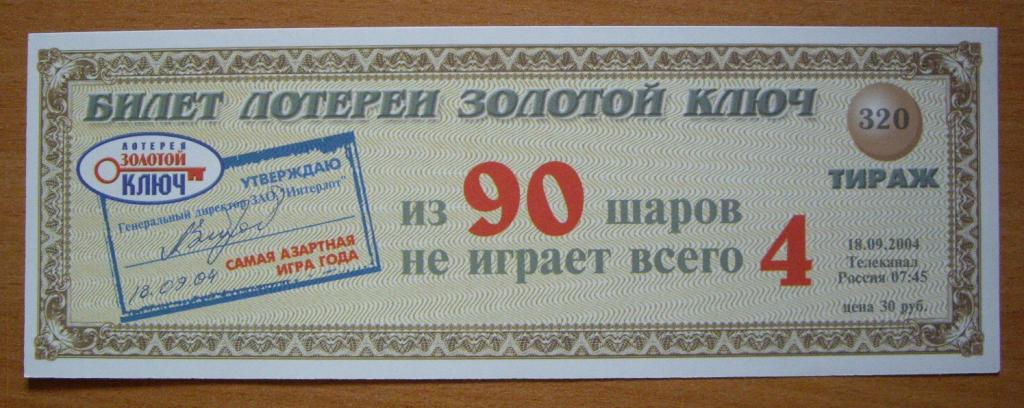 БИЛЕТ ЛОТЕРЕИ ЗОЛОТОЙ КЛЮЧ
320
ТИРАЖ
ЛОТЕРЕЯ
ЗОЛОТОЙ
КЛЮЧ
УТВЕРЖДАЮ
Генеральный директор ЗАО "Интерлот"
18.09.04
САМАЯ АЗАРТНАЯ
ИГРА ГОДА
из 90 шаров
не играет всего 4
18.09.2004
Телеканал
Россия 07:45
цена 30 руб.